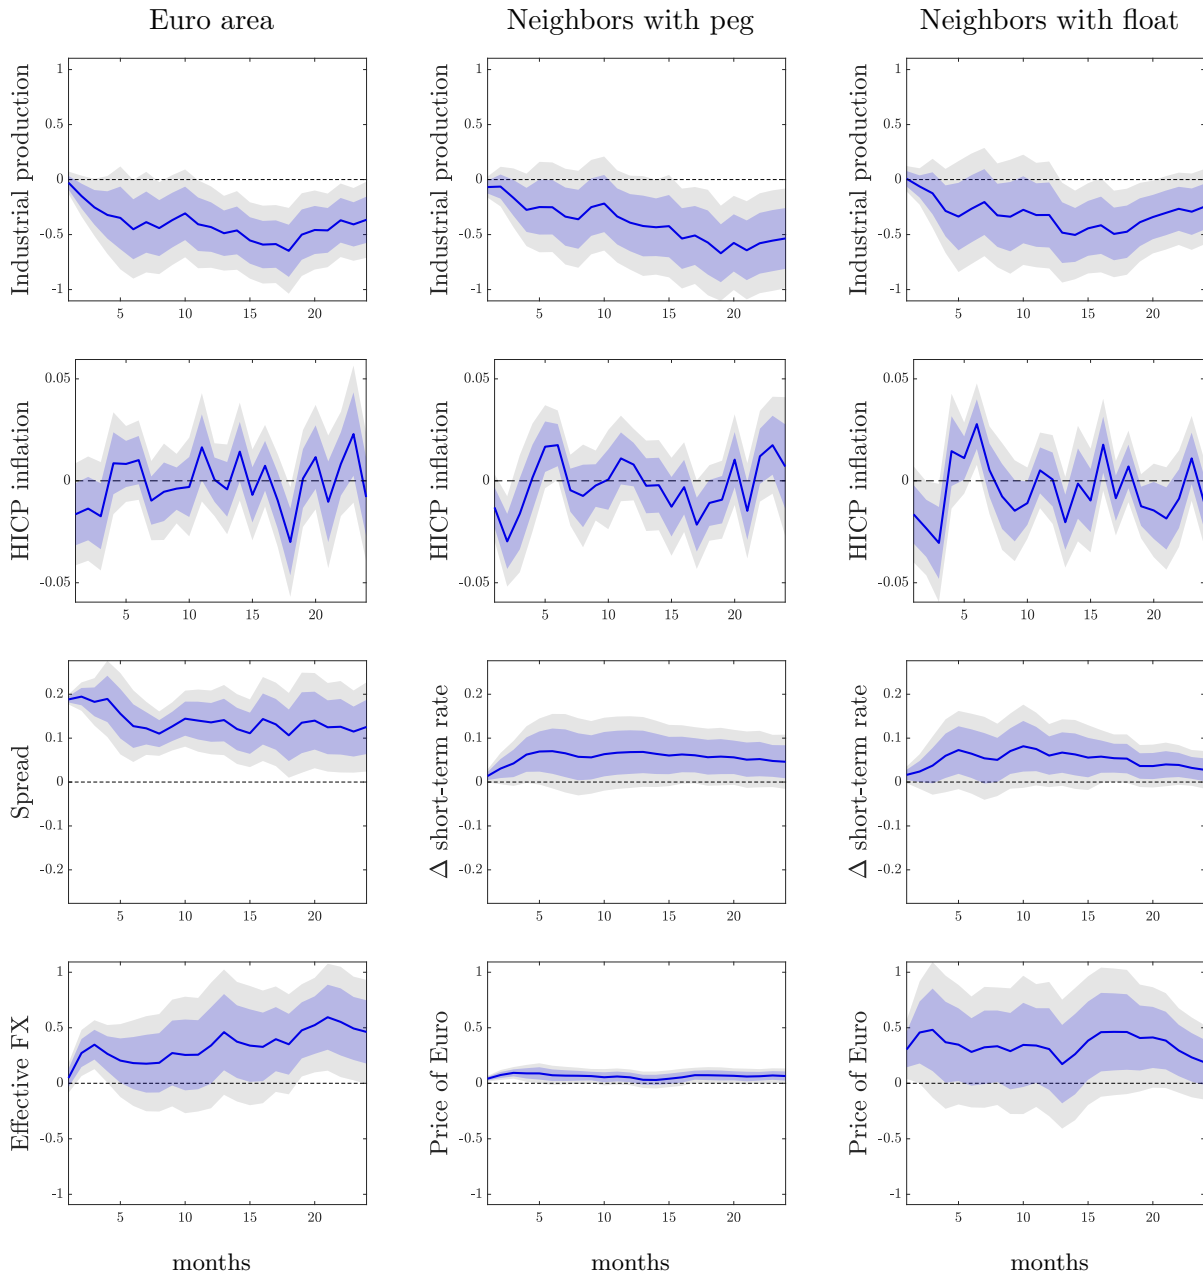 Euro area Neighbors with peg Neighbors with float
Industrial production
1
0.5
0
-0.5
-1
5 10 15 20
Industrial production
1
0.5
0
-0.5
-1
5 10 15 20
Industrial production
1
0.5
0
-0.5
-1
5 10 15 20
HICP inflation
0.05
0
-0.05
5 10 15 20
HICP inflation
0.05
0
-0.05
5 10 15 20
HICP inflation
0.05
0
-0.05
5 10 15 20
Spread
0.2
0.1
0
-0.1
-0.2
5 10 15 20
Δ short-term rate
0.2
0.1
0
-0.1
-0.2
5 10 15 20
Δ short-term rate
0.2
0.1
0
-0.1
-0.2
5 10 15 20
Effective FX
1
0.5
0
-0.5
-1
5 10 15 20
Price of Euro
1
0.5
0
-0.5
-1
5 10 15 20
Price of Euro
1
0.5
0
-0.5
-1
5 10 15 20
months months months